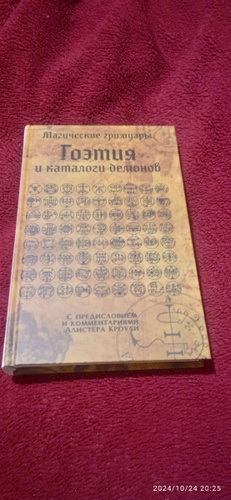 Магические гримуары
Гоэтия
и каталоги демонов
С ПРЕДИСЛОВИЕМ
И КОММЕНТАРИЯМИ
АЛИСТЕРА КРОУЛИ
2024/10/24 20:25